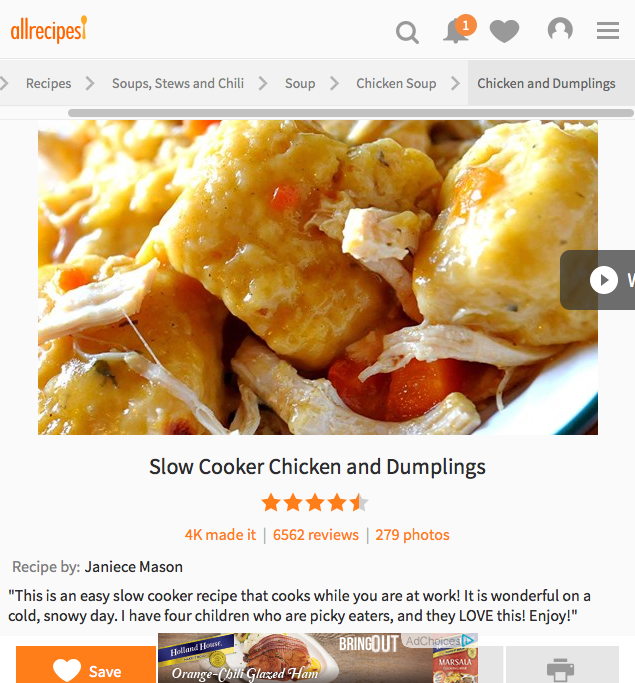 allrecipes
1
Recipes Soups, Stews and Chili Soup Chicken Soup Chicken and Dumplings
W
Slow Cooker Chicken and Dumplings
4K made it | 6562 reviews | 279 photos
Recipe by: Janiece Mason
"This is an easy slow cooker recipe that cooks while you are at work! It is wonderful on a
cold, snowy day. I have four children who are picky eaters, and they LOVE this! Enjoy!"
Save
Holland House.
BRING OUT
AdChoices
Orange-Chili Glazed Ham
MARSALA